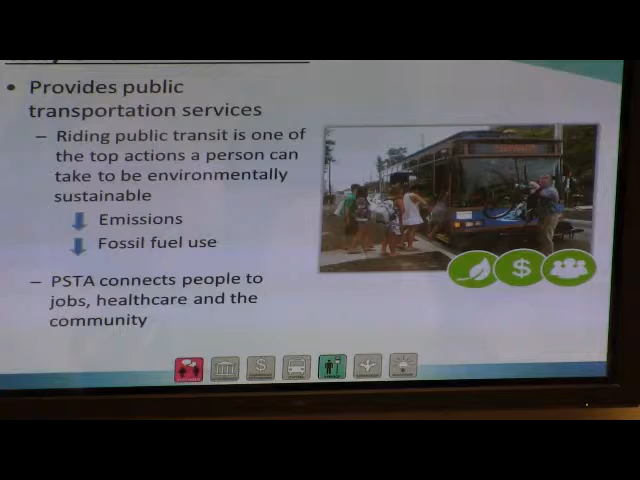 • Provides public
transportation services
– Riding public transit is one of
the top actions a person can
take to be environmentally
sustainable
Emissions
Fossil fuel use
– PSTA connects people to
jobs, healthcare and the
community
$
$